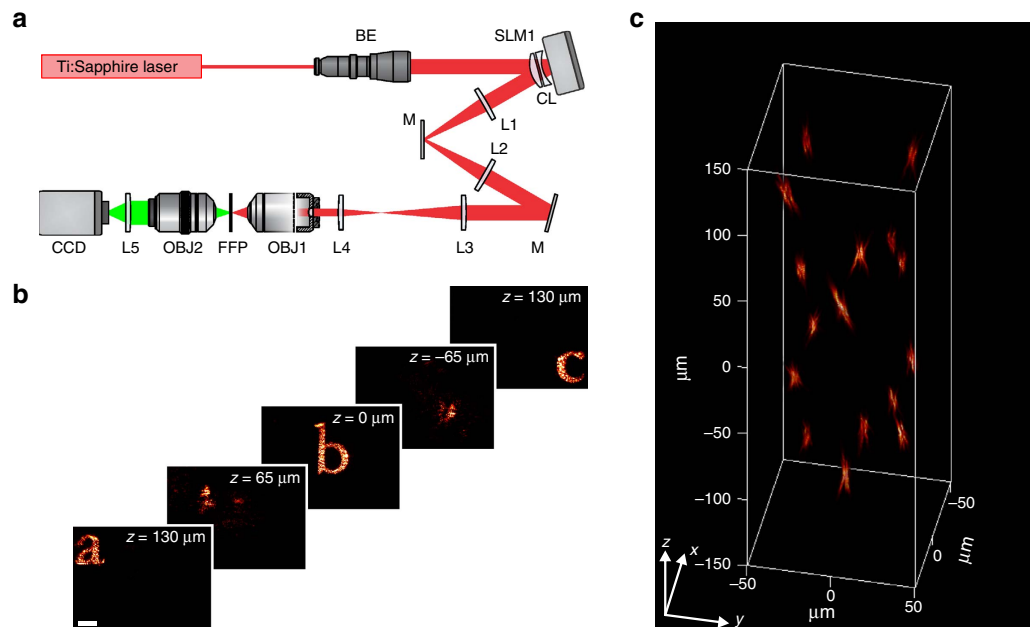 a
Ti:Sapphire laser
BE
SLM1
CL
M
L1
L2
CCD
L5
OBJ2
FFP
OBJ1
L4
L3
M
b
z = 130 μm
c
z = –65 μm
z = 0 μm
b
z = 65 μm
z = 130 μm
a
c
150
100
50
0
–50
–100
–150
μm
–50
0
50
μm
–50
0
μm
z
x
y